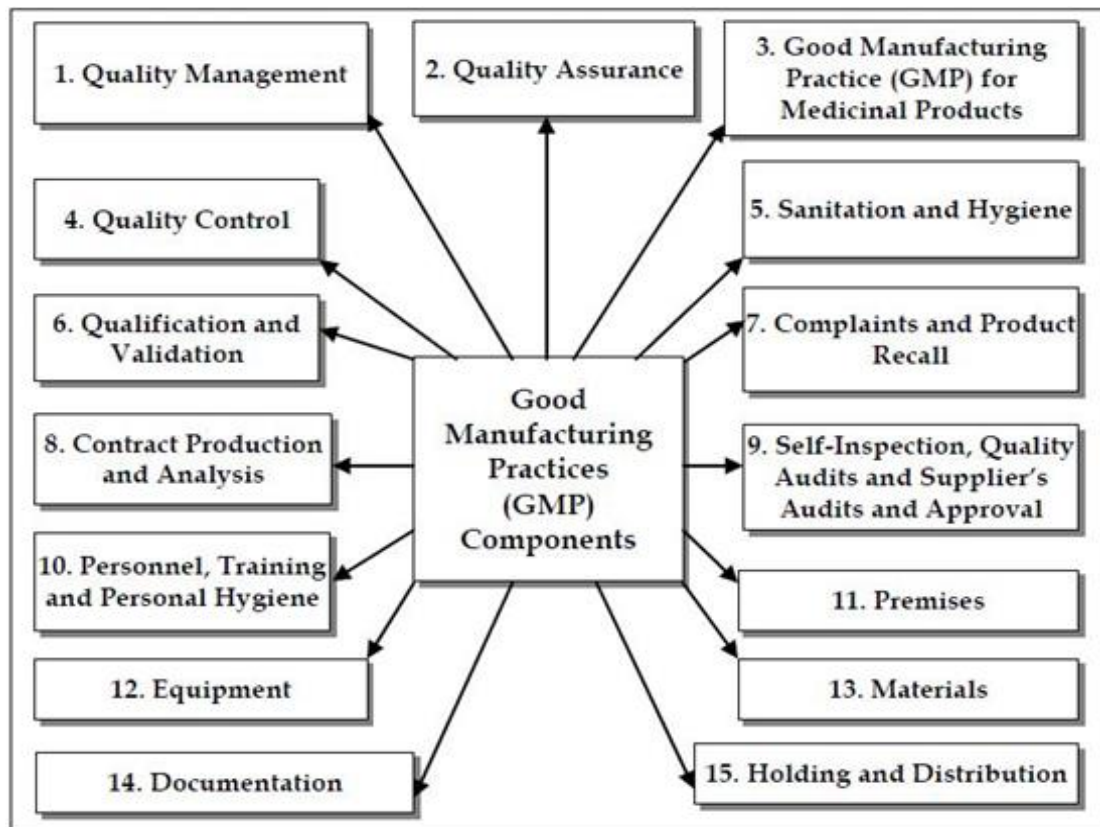 1. Quality Management
2. Quality Assurance
3. Good Manufacturing
Practice (GMP) for
Medicinal Products
4. Quality Control
5. Sanitation and Hygiene
6. Qualification and
Validation
7. Complaints and Product
Recall
Good
Manufacturing
Practices
(GMP)
Components
8. Contract Production
and Analysis
9. Self-Inspection, Quality
Audits and Supplier's
Audits and Approval
10. Personnel, Training
and Personal Hygiene
11. Premises
12. Equipment
13. Materials
14. Documentation
15. Holding and Distribution